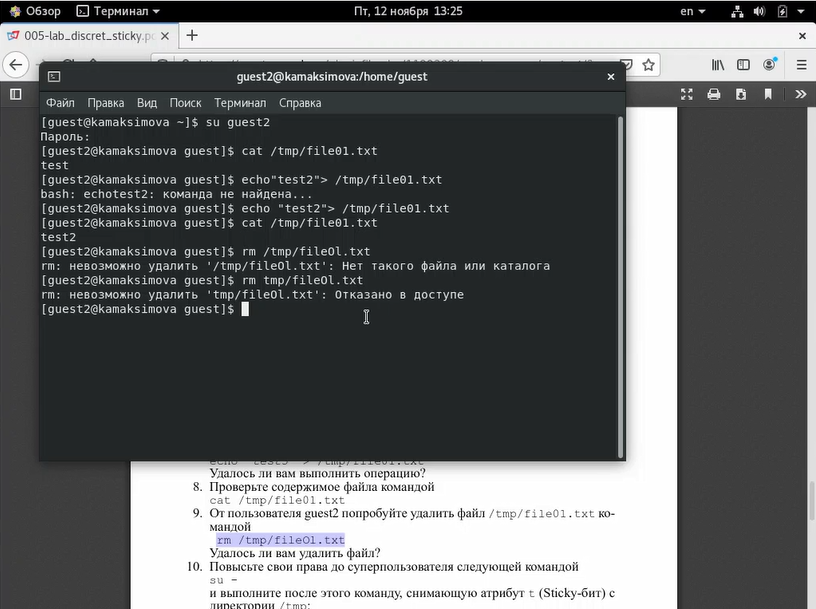 Обзор Терминал Пт, 12 ноября 13:25 en
005-lab_discret_sticky.pd
guest2@kamaksimova:/home/guest
Файл Правка Вид Поиск Терминал Справка
[guest@kamaksimova ~]$ su guest2
Пароль:
[guest2@kamaksimova guest]$ cat /tmp/file01.txt
test
[guest2@kamaksimova guest]$ echo"test2"> /tmp/file01.txt
bash: echotest2: команда не найдена...
[guest2@kamaksimova guest]$ echo "test2"> /tmp/file01.txt
[guest2@kamaksimova guest]$ cat /tmp/file01.txt
test2
[guest2@kamaksimova guest]$ rm /tmp/fileOl.txt
rm: невозможно удалить '/tmp/fileOl.txt': Нет такого файла или каталога
[guest2@kamaksimova guest]$ rm tmp/fileOl.txt
rm: невозможно удалить 'tmp/fileOl.txt': Отказано в доступе
[guest2@kamaksimova guest]$
Удалось ли вам выполнить операцию?
8. Проверьте содержимое файла командой
cat /tmp/file01.txt
9. От пользователя guest2 попробуйте удалить файл /tmp/file01.txt ко-
мандой
rm /tmp/fileOl.txt
Удалось ли вам удалить файл?
10. Повысьте свои права до суперпользователя следующей командой
su -
и выполните после этого команду, снимающую атрибут t (Sticky-бит) с
директории /tmp: